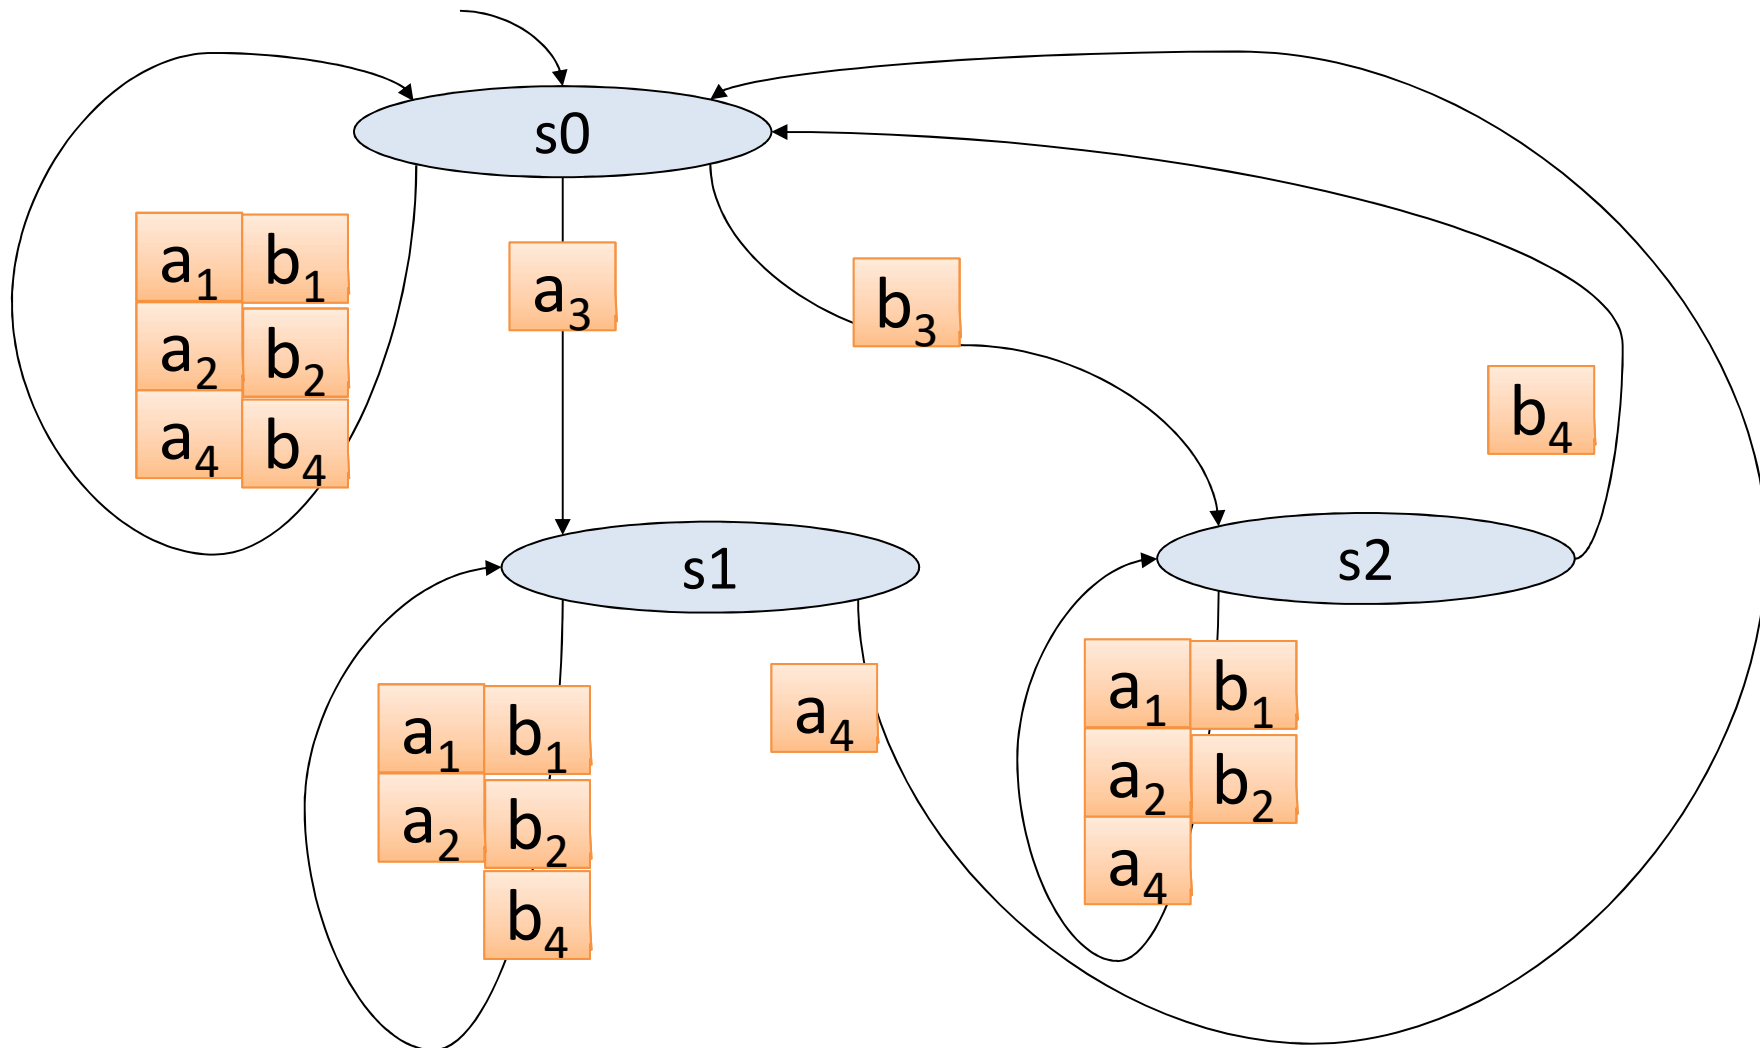 s0
a₁ b₁
a₂ b₂
a₄ b₄
a₃
b₃
b₄
s1
s2
a₁ b₁
a₂ b₂
b₄
a₄
a₁ b₁
a₂ b₂
a₄